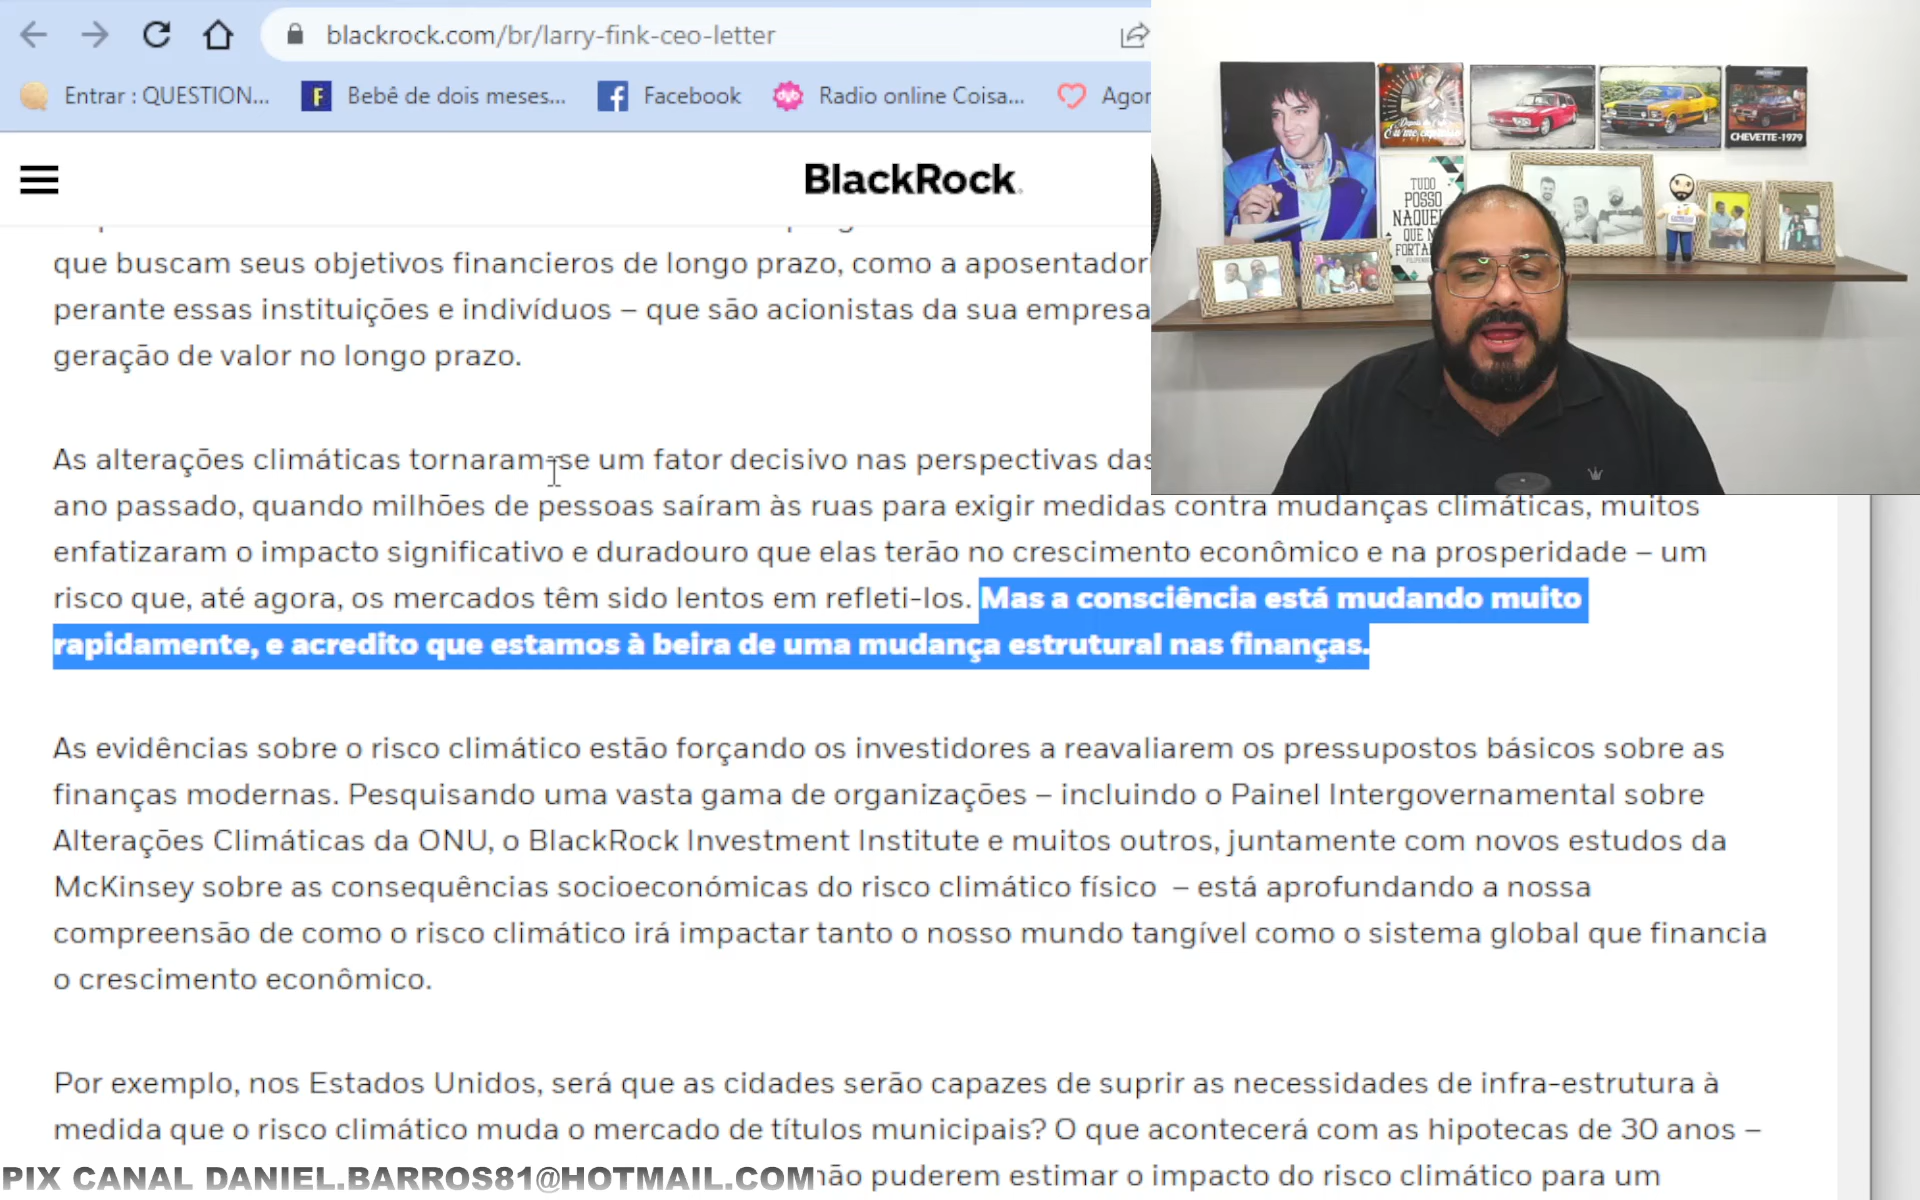 blackrock.com/br/larry-fink-ceo-letter
Entrar : QUESTION... Bebê de dois meses... Facebook Radio online Coisa... Agor
BlackRock
que buscam seus objetivos financieros de longo prazo, como a aposentadori
perante essas instituições e indivíduos – que são acionistas da sua empresa
geração de valor no longo prazo.
As alterações climáticas tornaram-se um fator decisivo nas perspectivas das
ano passado, quando milhões de pessoas saíram às ruas para exigir medidas contra mudanças climáticas, muitos
enfatizaram o impacto significativo e duradouro que elas terão no crescimento econômico e na prosperidade – um
risco que, até agora, os mercados têm sido lentos em refleti-los. Mas a consciência está mudando muito
rapidamente, e acredito que estamos à beira de uma mudança estrutural nas finanças.
As evidências sobre o risco climático estão forçando os investidores a reavaliarem os pressupostos básicos sobre as
finanças modernas. Pesquisando uma vasta gama de organizações – incluindo o Painel Intergovernamental sobre
Alterações Climáticas da ONU, o BlackRock Investment Institute e muitos outros, juntamente com novos estudos da
McKinsey sobre as consequências socioeconómicas do risco climático físico – está aprofundando a nossa
compreensão de como o risco climático irá impactar tanto o nosso mundo tangível como o sistema global que financia
o crescimento econômico.
Por exemplo, nos Estados Unidos, será que as cidades serão capazes de suprir as necessidades de infra-estrutura à
medida que o risco climático muda o mercado de títulos municipais? O que acontecerá com as hipotecas de 30 anos –
não puderem estimar o impacto do risco climático para um
PIX CANAL DANIEL.BARROS81@HOTMAIL.COM
CHEVETTE-1979
TUDO
POSSO
NAQUEL
QUE M
FORTAL